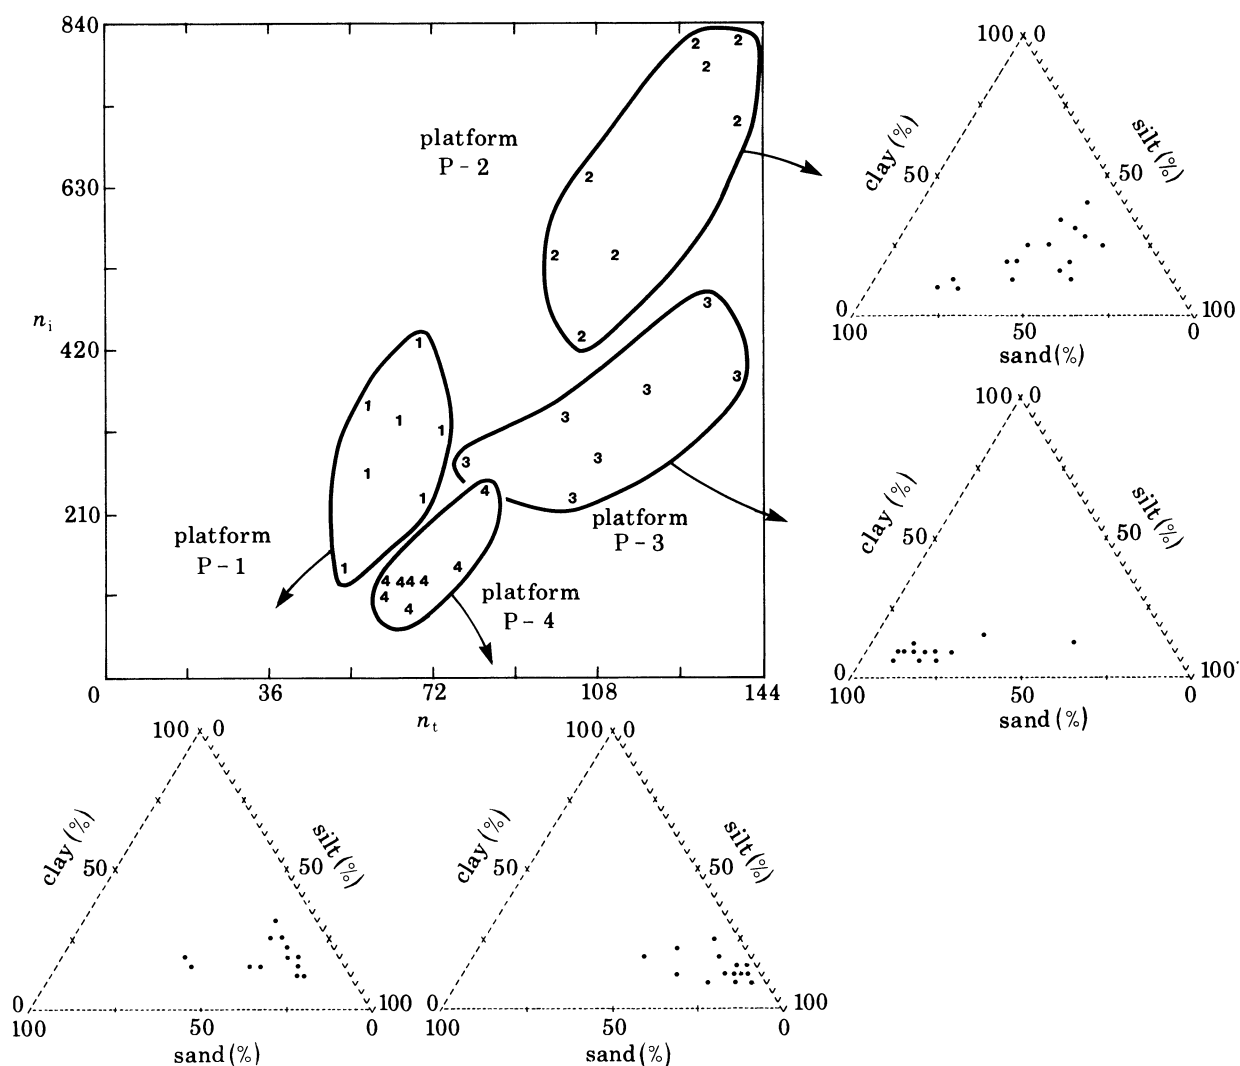 840
630
n_i
420
210
0
36
72
108
144
n_t
platform
P - 2
platform
P - 1
platform
P - 3
platform
P - 4
2 2
2
2
2
2 2
2
1
1
1
1
1
1
1
3
3
3
3
3
3
3
4
4
4 44 4
4
4
100 0
clay (%)
silt (%)
50 50
0 100
100 50 0
sand (%)
100 0
clay (%)
silt (%)
50 50
0 100
100 50 0
sand (%)
100 0
clay (%)
silt (%)
50 50
0 100
100 50 0
sand (%)
100 0
clay (%)
silt (%)
50 50
0 100
100 50 0
sand (%)